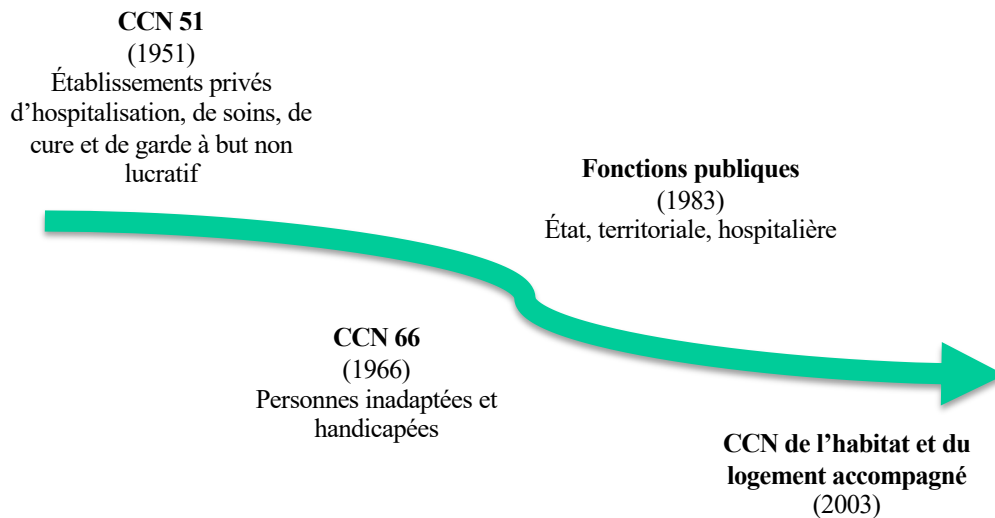 CCN 51
(1951)
Établissements privés
d’hospitalisation, de soins, de
cure et de garde à but non
lucratif
Fonctions publiques
(1983)
État, territoriale, hospitalière
CCN 66
(1966)
Personnes inadaptées et
handicapées
CCN de l’habitat et du
logement accompagné
(2003)